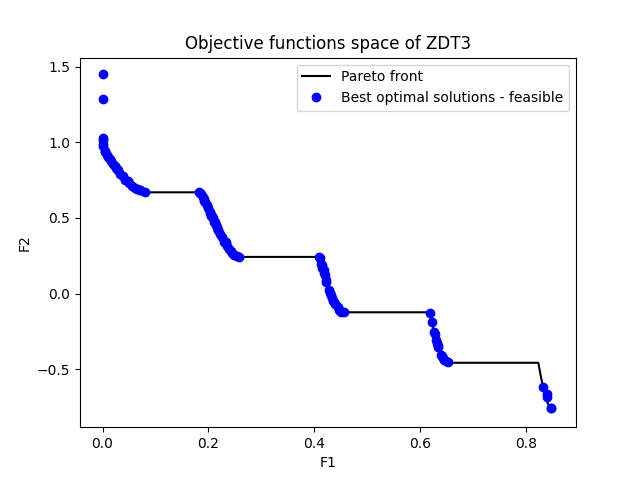 Objective functions space of ZDT3
Pareto front
Best optimal solutions - feasible
F2
1.5
1.0
0.5
0.0
−0.5
0.0 0.2 0.4 0.6 0.8
F1